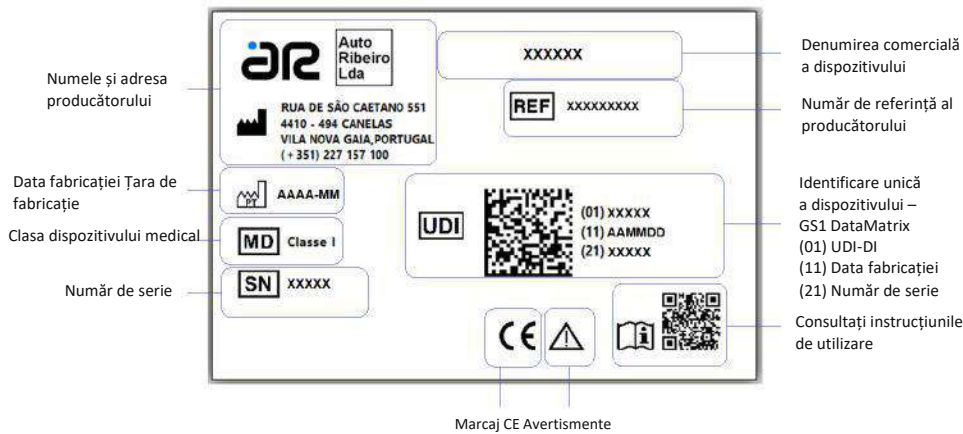 Numele și adresa
producătorului
Data fabricației Țara de
fabricație
Clasa dispozitivului medical
Număr de serie
ar
Auto
Ribeiro
Lda
RUA DE SÃO CAETANO 551
4410 - 494 CANELAS
VILA NOVA GAIA,PORTUGAL
(+351) 227 157 100
PT
AAAA-MM
MD Classe I
SN XXXXX
XXXXXX
REF XXXXXXXXX
UDI
(01) XXXXX
(11) AAMMDD
(21) XXXXX
CE
Denumirea comercială
a dispozitivului
Număr de referință al
producătorului
Identificare unică
a dispozitivului –
GS1 DataMatrix
(01) UDI-DI
(11) Data fabricației
(21) Număr de serie
Consultați instrucțiunile
de utilizare
Marcaj CE Avertismente